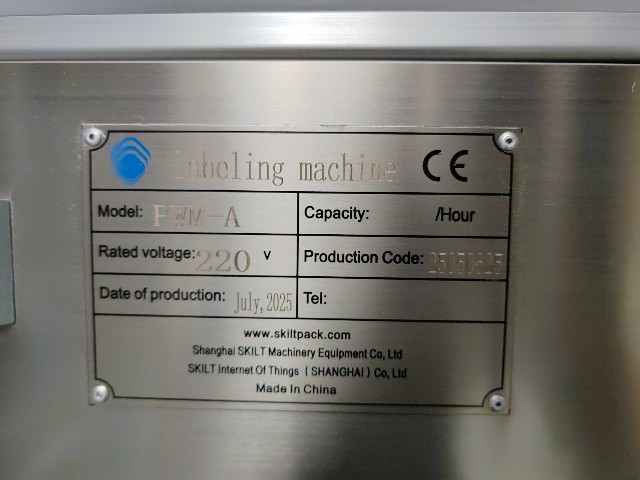 Labeling machine CE
Model: PWM-A Capacity: /Hour
Rated voltage: 220 V Production Code:
Date of production: July, 2025 Tel:
www.skiltpack.com
Shanghai SKILT Machinery Equipment Co, Ltd
SKILT Internet Of Things （SHANGHAI） Co, Ltd
Made In China